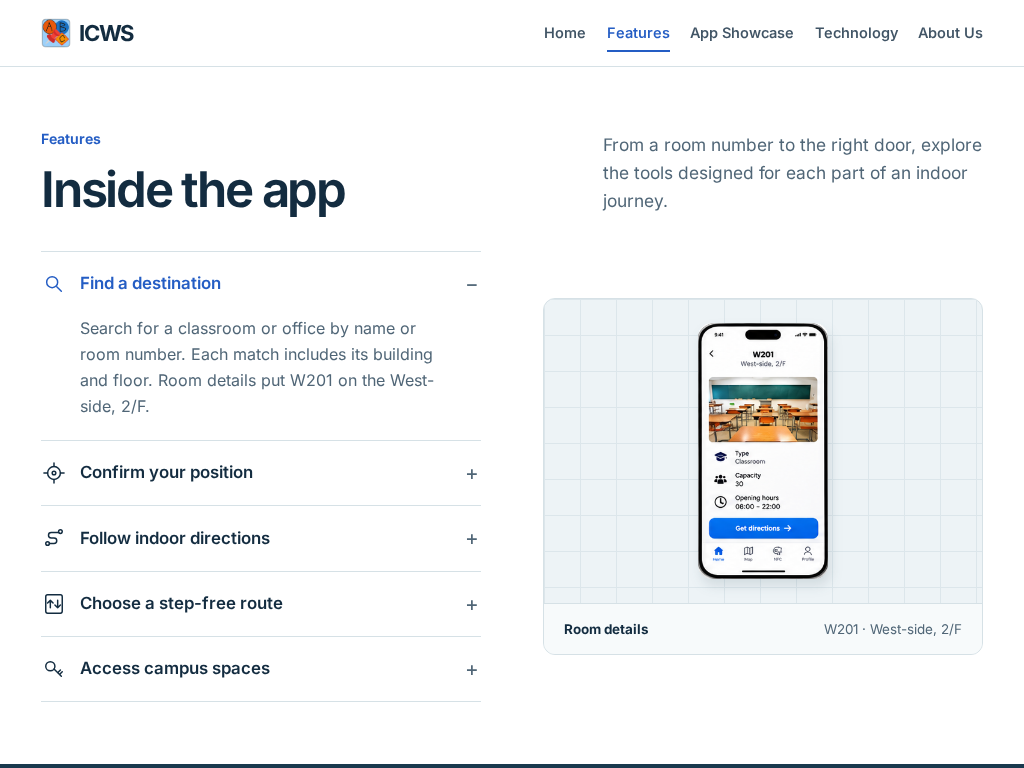 ICWS
Home
Features
App Showcase
Technology
About Us
Features
Inside the app
From a room number to the right door, explore
the tools designed for each part of an indoor
journey.
Find a destination
Search for a classroom or office by name or
room number. Each match includes its building
and floor. Room details put W201 on the West-
side, 2/F.
Confirm your position
Follow indoor directions
Choose a step-free route
Access campus spaces
9:41
W201
West-side, 2/F
Type
Classroom
Capacity
30
Opening hours
08:00 – 22:00
Get directions
Home
Map
Profile
Room details
W201 · West-side, 2/F